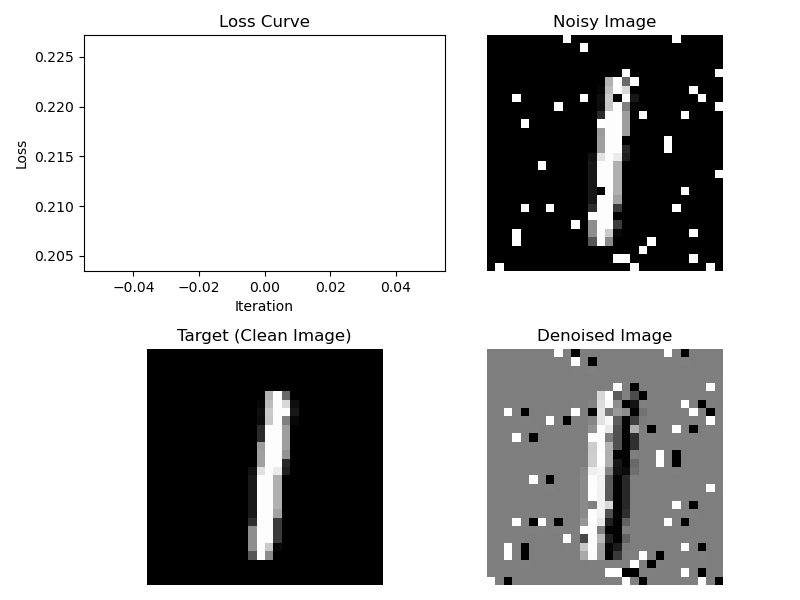 Loss Curve
Noisy Image
0.225
0.220
0.215
0.210
0.205
Loss
−0.04
−0.02
0.00
0.02
0.04
Iteration
Target (Clean Image)
Denoised Image